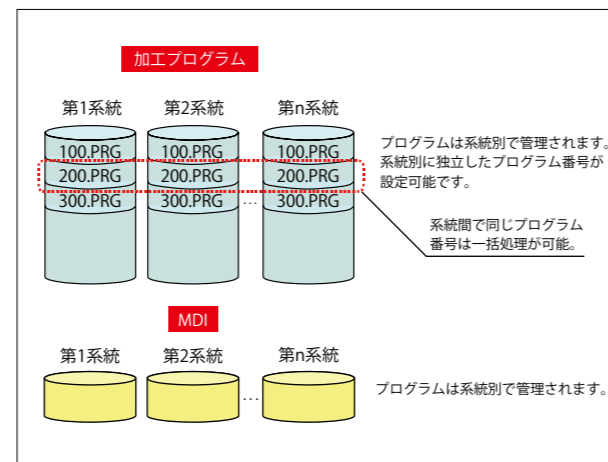 加工プログラム
第1系統 第2系統 第n系統
100.PRG 100.PRG 100.PRG
200.PRG 200.PRG 200.PRG
300.PRG 300.PRG … 300.PRG
プログラムは系統別で管理されます。
系統別に独立したプログラム番号が
設定可能です。
系統間で同じプログラム
番号は一括処理が可能。
MDI
第1系統 第2系統 第n系統
…
プログラムは系統別で管理されます。